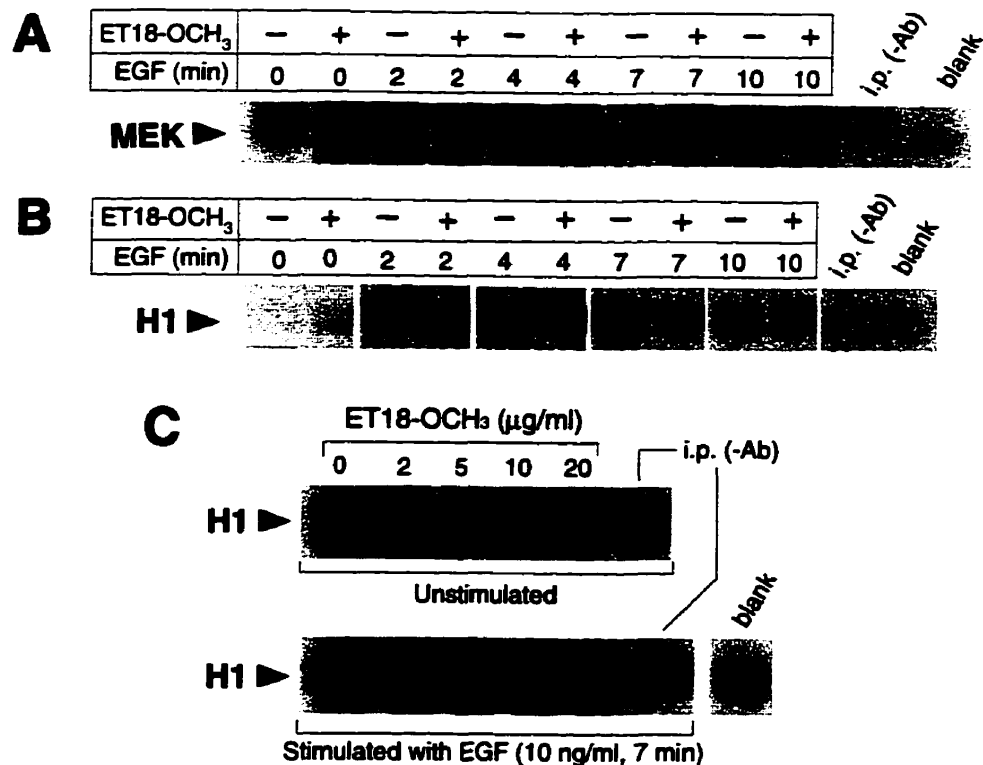 A
ET18-OCH₃ − + − + − + − + − +
EGF (min) 0 0 2 2 4 4 7 7 10 10
i.p. (-Ab)
blank
MEK
B
ET18-OCH₃ − + − + − + − + − +
EGF (min) 0 0 2 2 4 4 7 7 10 10
i.p. (-Ab)
blank
H1
C
ET18-OCH₃ (µg/ml)
0 2 5 10 20
i.p. (-Ab)
H1
Unstimulated
blank
H1
Stimulated with EGF (10 ng/ml, 7 min)